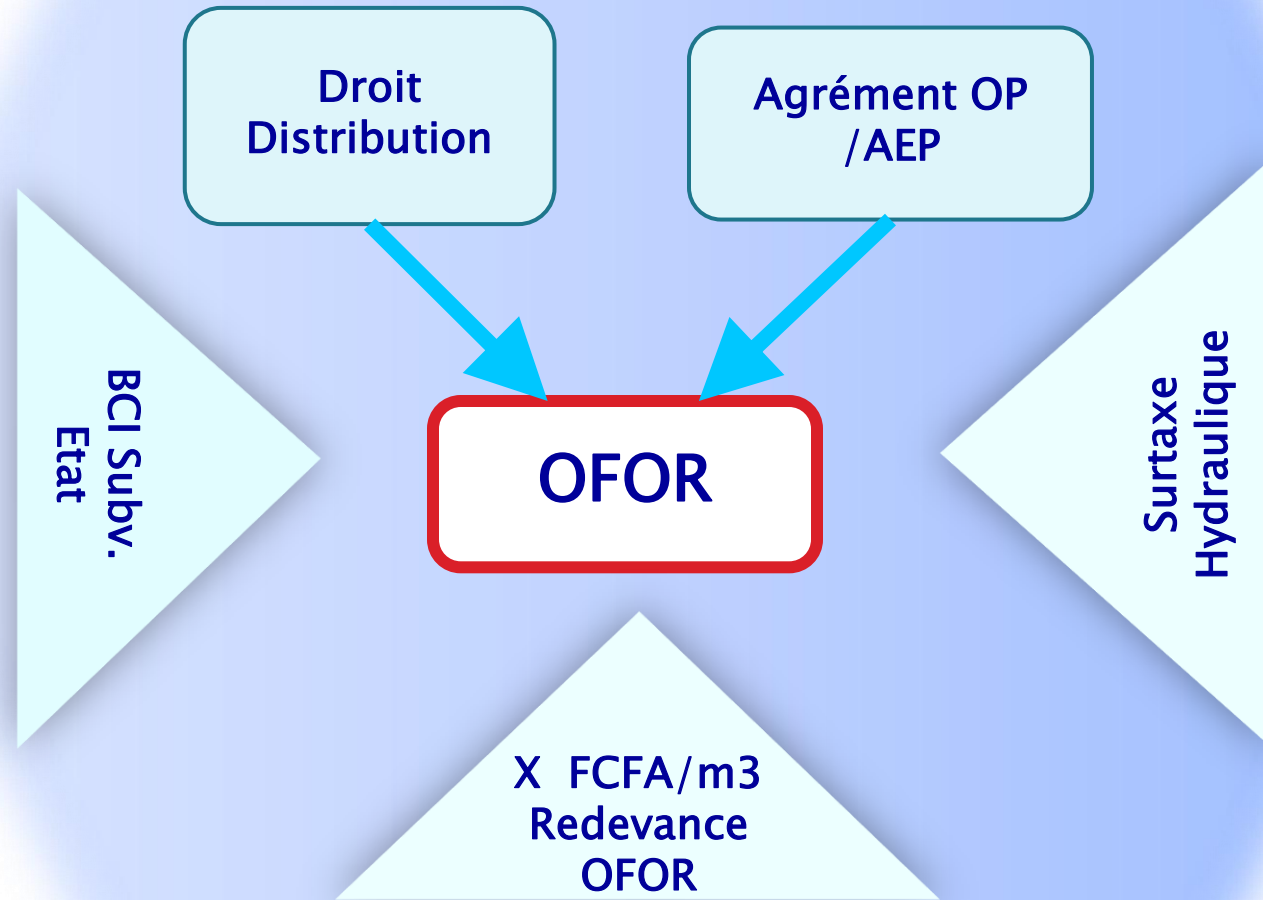 Droit
Distribution
Agrément OP
/AEP
BCI Subv.
Etat
OFOR
Surtaxe
Hydraulique
X FCFA/m3
Redevance
OFOR